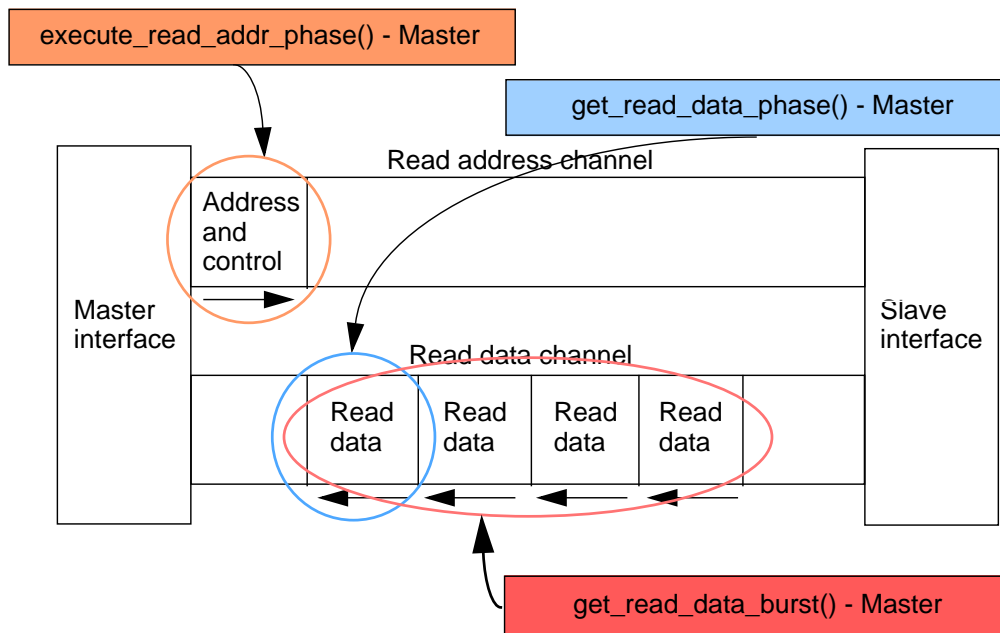 execute_read_addr_phase() - Master
get_read_data_phase() - Master
Read address channel
Address
and
control
Master
interface
Slave
interface
Read data channel
Read
data
Read
data
Read
data
Read
data
get_read_data_burst() - Master